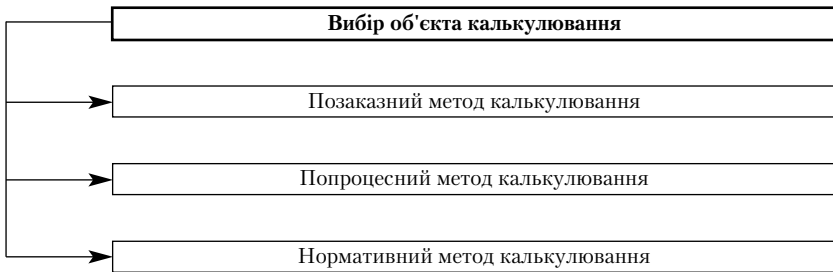 Вибір об'єкта калькулювання
Позаказний метод калькулювання
Попроцесний метод калькулювання
Нормативний метод калькулювання